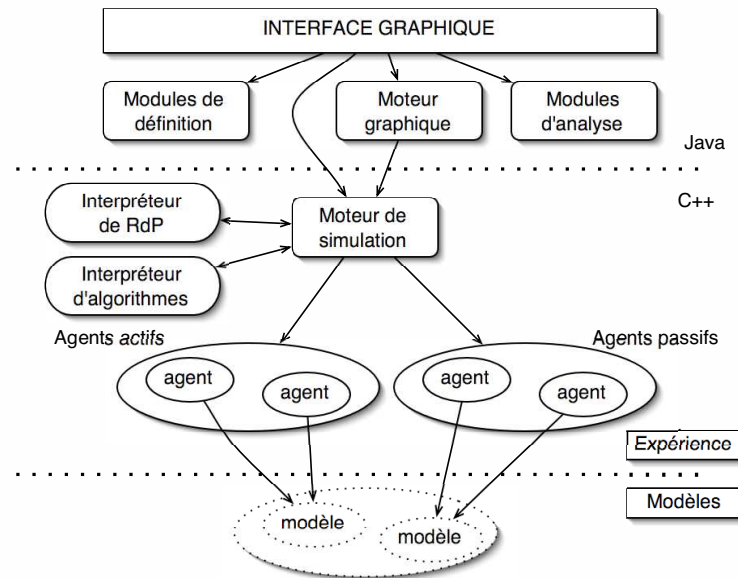 INTERFACE GRAPHIQUE
Modules de
définition
Moteur
graphique
Modules
d'analyse
Java
C++
Interpréteur
de RdP
Moteur de
simulation
Interpréteur
d'algorithmes
Agents actifs
Agents passifs
agent
agent
agent
agent
Expérience
Modèles
modèle
modèle